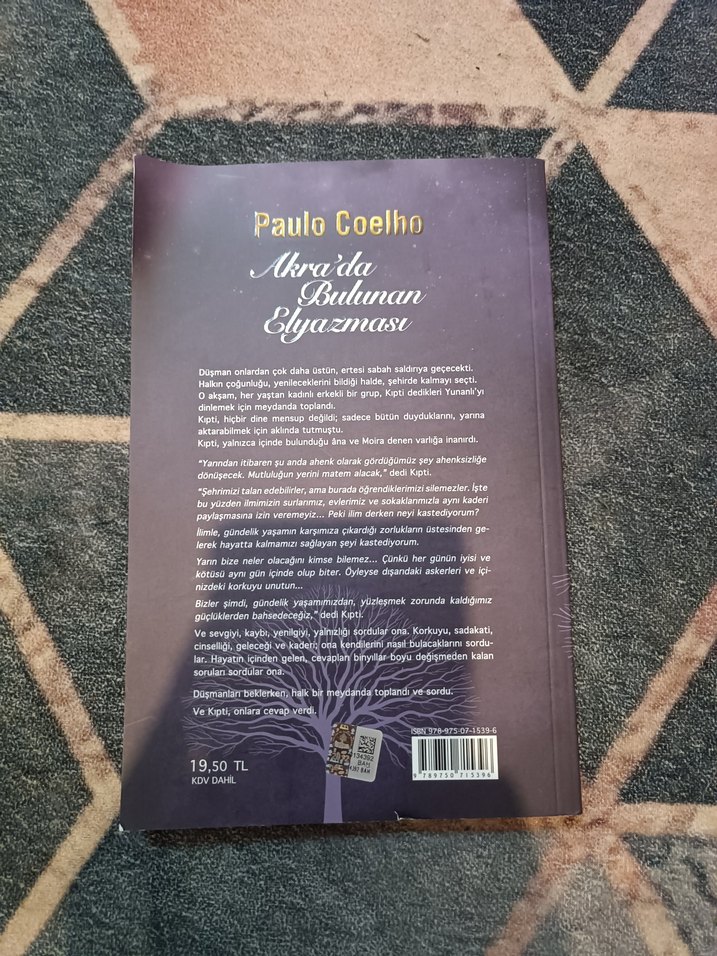 Paulo Coelho
Akra'da
Bulunan
Elyazması
Düşman onlardan çok daha üstün, ertesi sabah saldırıya geçecekti.
Halkın çoğunluğu, yenileceklerini bildiği halde, şehirde kalmayı seçti.
O akşam, her yaştan kadınlı erkekli bir grup, Kıpti dedikleri Yunanlı'yı
dinlemek için meydanda toplandı.
Kıpti, hiçbir dine mensup değildi; sadece bütün duyduklarını, yarına
aktarabilmek için aklında tutmuştu.
Kıpti, yalnızca içinde bulunduğu âna ve Moira denen varlığa inanırdı.
"Yarından itibaren şu anda ahenk olarak gördüğümüz şey ahenksizliğe
dönüşecek. Mutluluğun yerini matem alacak," dedi Kıpti.
"Şehrimizi talan edebilirler, ama burada öğrendiklerimizi silemezler. İşte
bu yüzden ilmimizin surlarımız, evlerimiz ve sokaklarımızla aynı kaderi
paylaşmasına izin veremeyiz... Peki ilim derken neyi kastediyorum?
İlimle, gündelik yaşamın karşımıza çıkardığı zorlukların üstesinden ge-
lerek hayatta kalmamızı sağlayan şeyi kastediyorum.
Yarın bize neler olacağını kimse bilemez... Çünkü her günün iyisi ve
kötüsü aynı gün içinde olup biter. Öyleyse dışarıdaki askerleri ve içi-
nizdeki korkuyu unutun...
Bizler şimdi, gündelik yaşamımızdan, yüzleşmek zorunda kaldığımız
güçlüklerden bahsedeceğiz," dedi Kıpti.
Ve sevgiyi, kaybı, yenilgiyi, yalnızlığı sordular ona. Korkuyu, sadakati,
cinselliği, geleceği ve kaderi; ona kendilerini nasıl bulacaklarını sordu-
lar. Hayatın içinden gelen, cevapları binyıllar boyu değişmeden kalan
soruları sordular ona.
Düşmanları beklerken, halk bir meydanda toplandı ve sordu.
Ve Kıpti, onlara cevap verdi.
19,50 TL
KDV DAHİL
134392
BAH
ISBN 978-975-07-1539-6
9 789750 715396